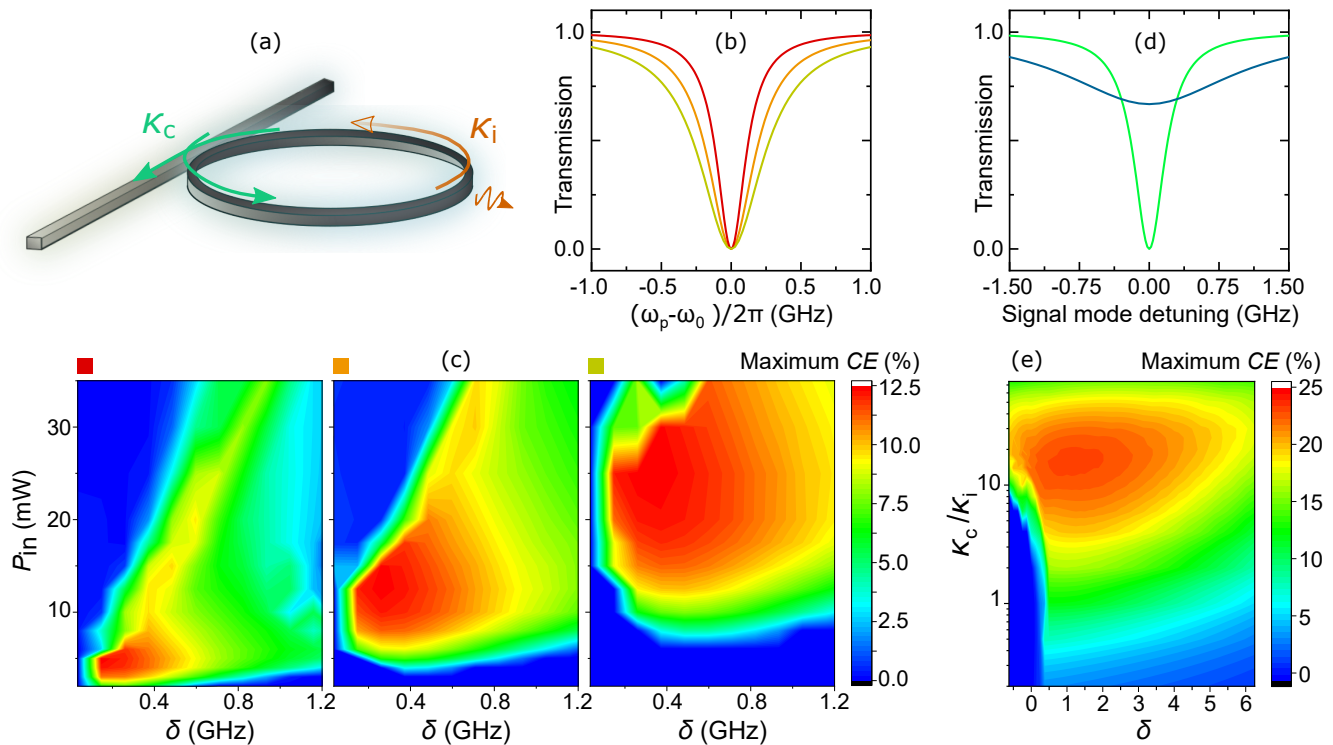 (a)
κc
κi
(b)
Transmission
1.0
0.0
-1.0 -0.5 0.0 0.5 1.0
(ωp-ω0)/2π (GHz)
(d)
Transmission
1.0
0.0
-1.50 -0.75 0.00 0.75 1.50
Signal mode detuning (GHz)
(c)
Maximum CE (%)
Pin (mW)
30
20
10
0.4 0.8 1.2
δ (GHz)
0.4 0.8 1.2
δ (GHz)
0.4 0.8 1.2
δ (GHz)
12.5
10.0
7.5
5.0
2.5
0.0
(e)
Maximum CE (%)
κc/κi
10
1
0 1 2 3 4 5 6
δ
25
20
15
10
5
0